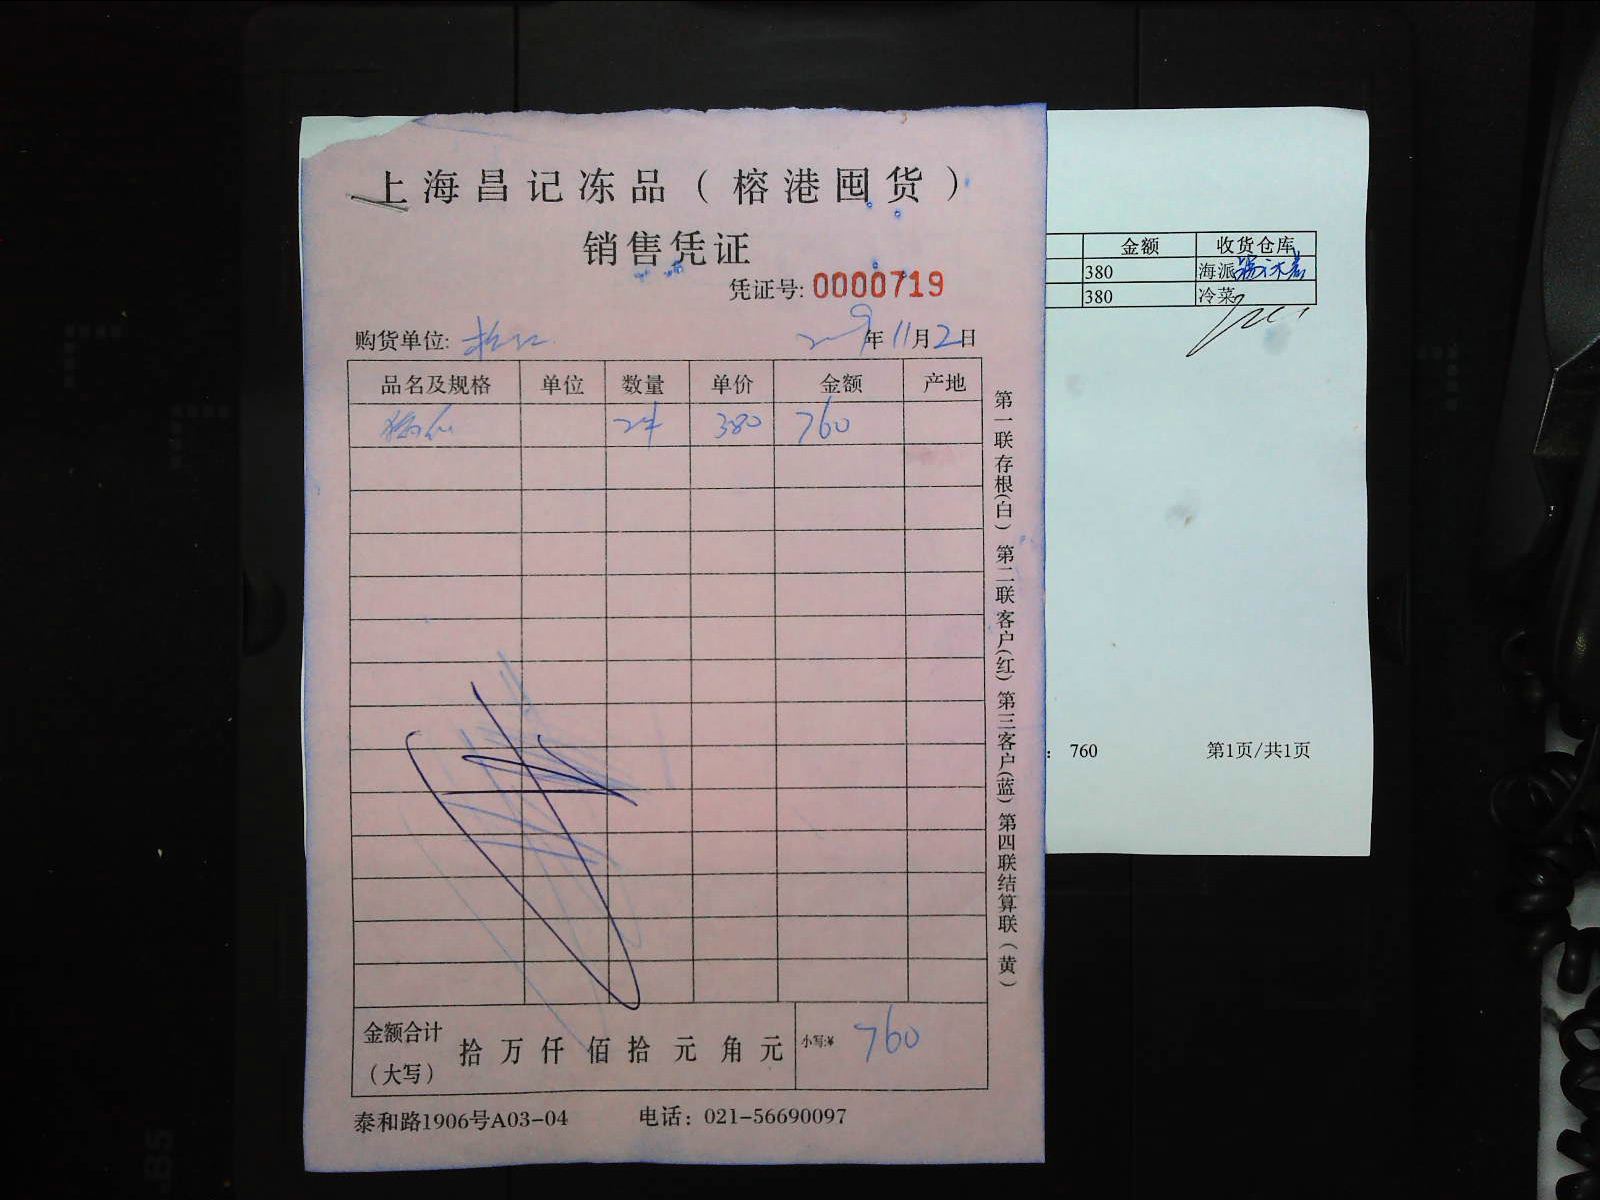 上海昌记冻品（榕港囤货）
销售凭证
凭证号: 0000719
购货单位: 年11月2日
品名及规格 单位 数量 单价 金额 产地
2件 380 760
第一联存根(白) 第二联客户(红) 第三客户(蓝) 第四联结算联(黄)
金额合计（大写） 拾万仟佰拾元角元 小写:¥ 760
泰和路1906号A03-04 电话：021-56690097
金额 收货仓库
380 海派
380 冷菜
: 760 第1页/共1页